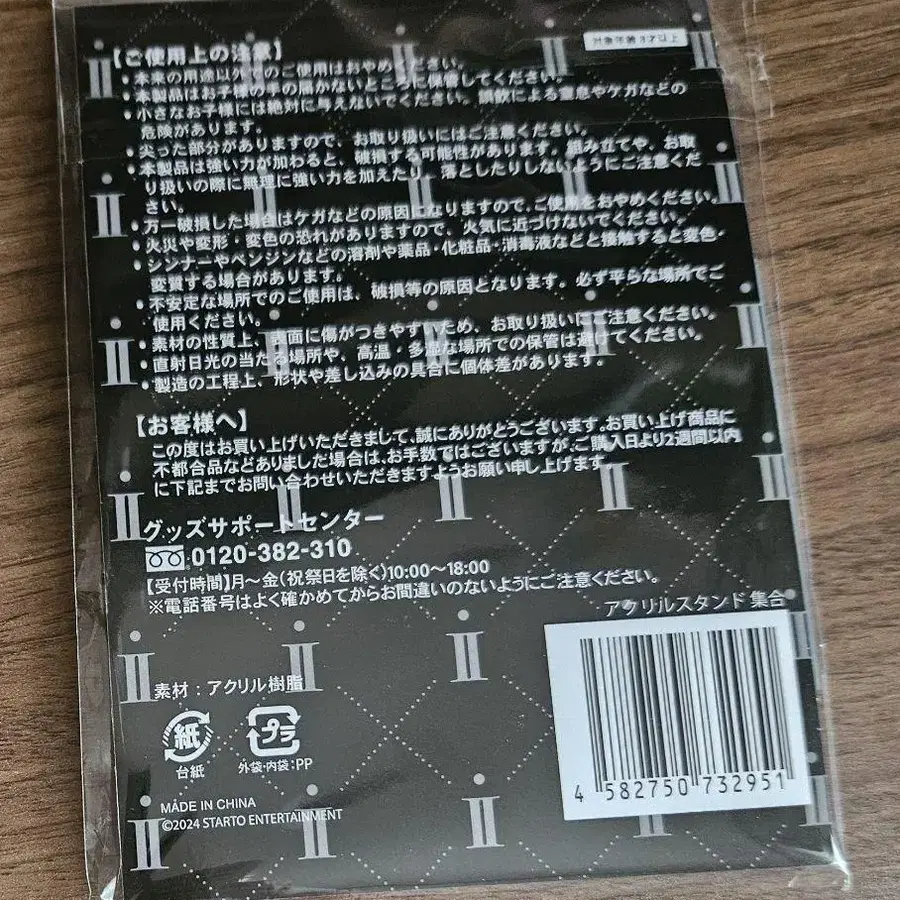 対象年齢8才以上
【ご使用上の注意】
・本来の用途以外でのご使用はおやめください。
・本製品はお子様の手の届かないところに保管してください。
・小さなお子様には絶対に与えないでください。誤飲による窒息やケガなどの
危険があります。
・尖った部分がありますので、お取り扱いにはご注意ください。
・本製品は強い力が加わると、破損する可能性があります。組み立てや、お取
り扱いの際に無理に強い力を加えたり、落としたりしないようにご注意くだ
さい。
・万一破損した場合はケガなどの原因になりますので、ご使用をおやめください。
・火災や変形・変色の恐れがありますので、火気に近づけないでください。
・シンナーやベンジンなどの溶剤や薬品・化粧品・消毒液などと接触すると変色・
変質する場合があります。
・不安定な場所でのご使用は、破損等の原因となります。必ず平らな場所でご
使用ください。
・素材の性質上、表面に傷がつきやすいため、お取り扱いにご注意ください。
・直射日光の当たる場所や、高温・多湿な場所での保管は避けてください。
・製造の工程上、形状や差し込みの具合に個体差があります。
【お客様へ】
この度はお買い上げいただきまして、誠にありがとうございます。お買い上げ商品に
不都合品などありました場合は、お手数ではございますが、ご購入日より2週間以内
に下記までお問い合わせいただきますようお願い申し上げます。
グッズサポートセンター
0120-382-310
【受付時間】月〜金(祝祭日を除く)10:00〜18:00
※電話番号はよく確かめてからお間違いのないようにご注意ください。
アクリルスタンド 集合
素材:アクリル樹脂
紙
プラ
台紙
外袋・内袋:PP
4 582750 732951
MADE IN CHINA
©2024 STARTO ENTERTAINMENT